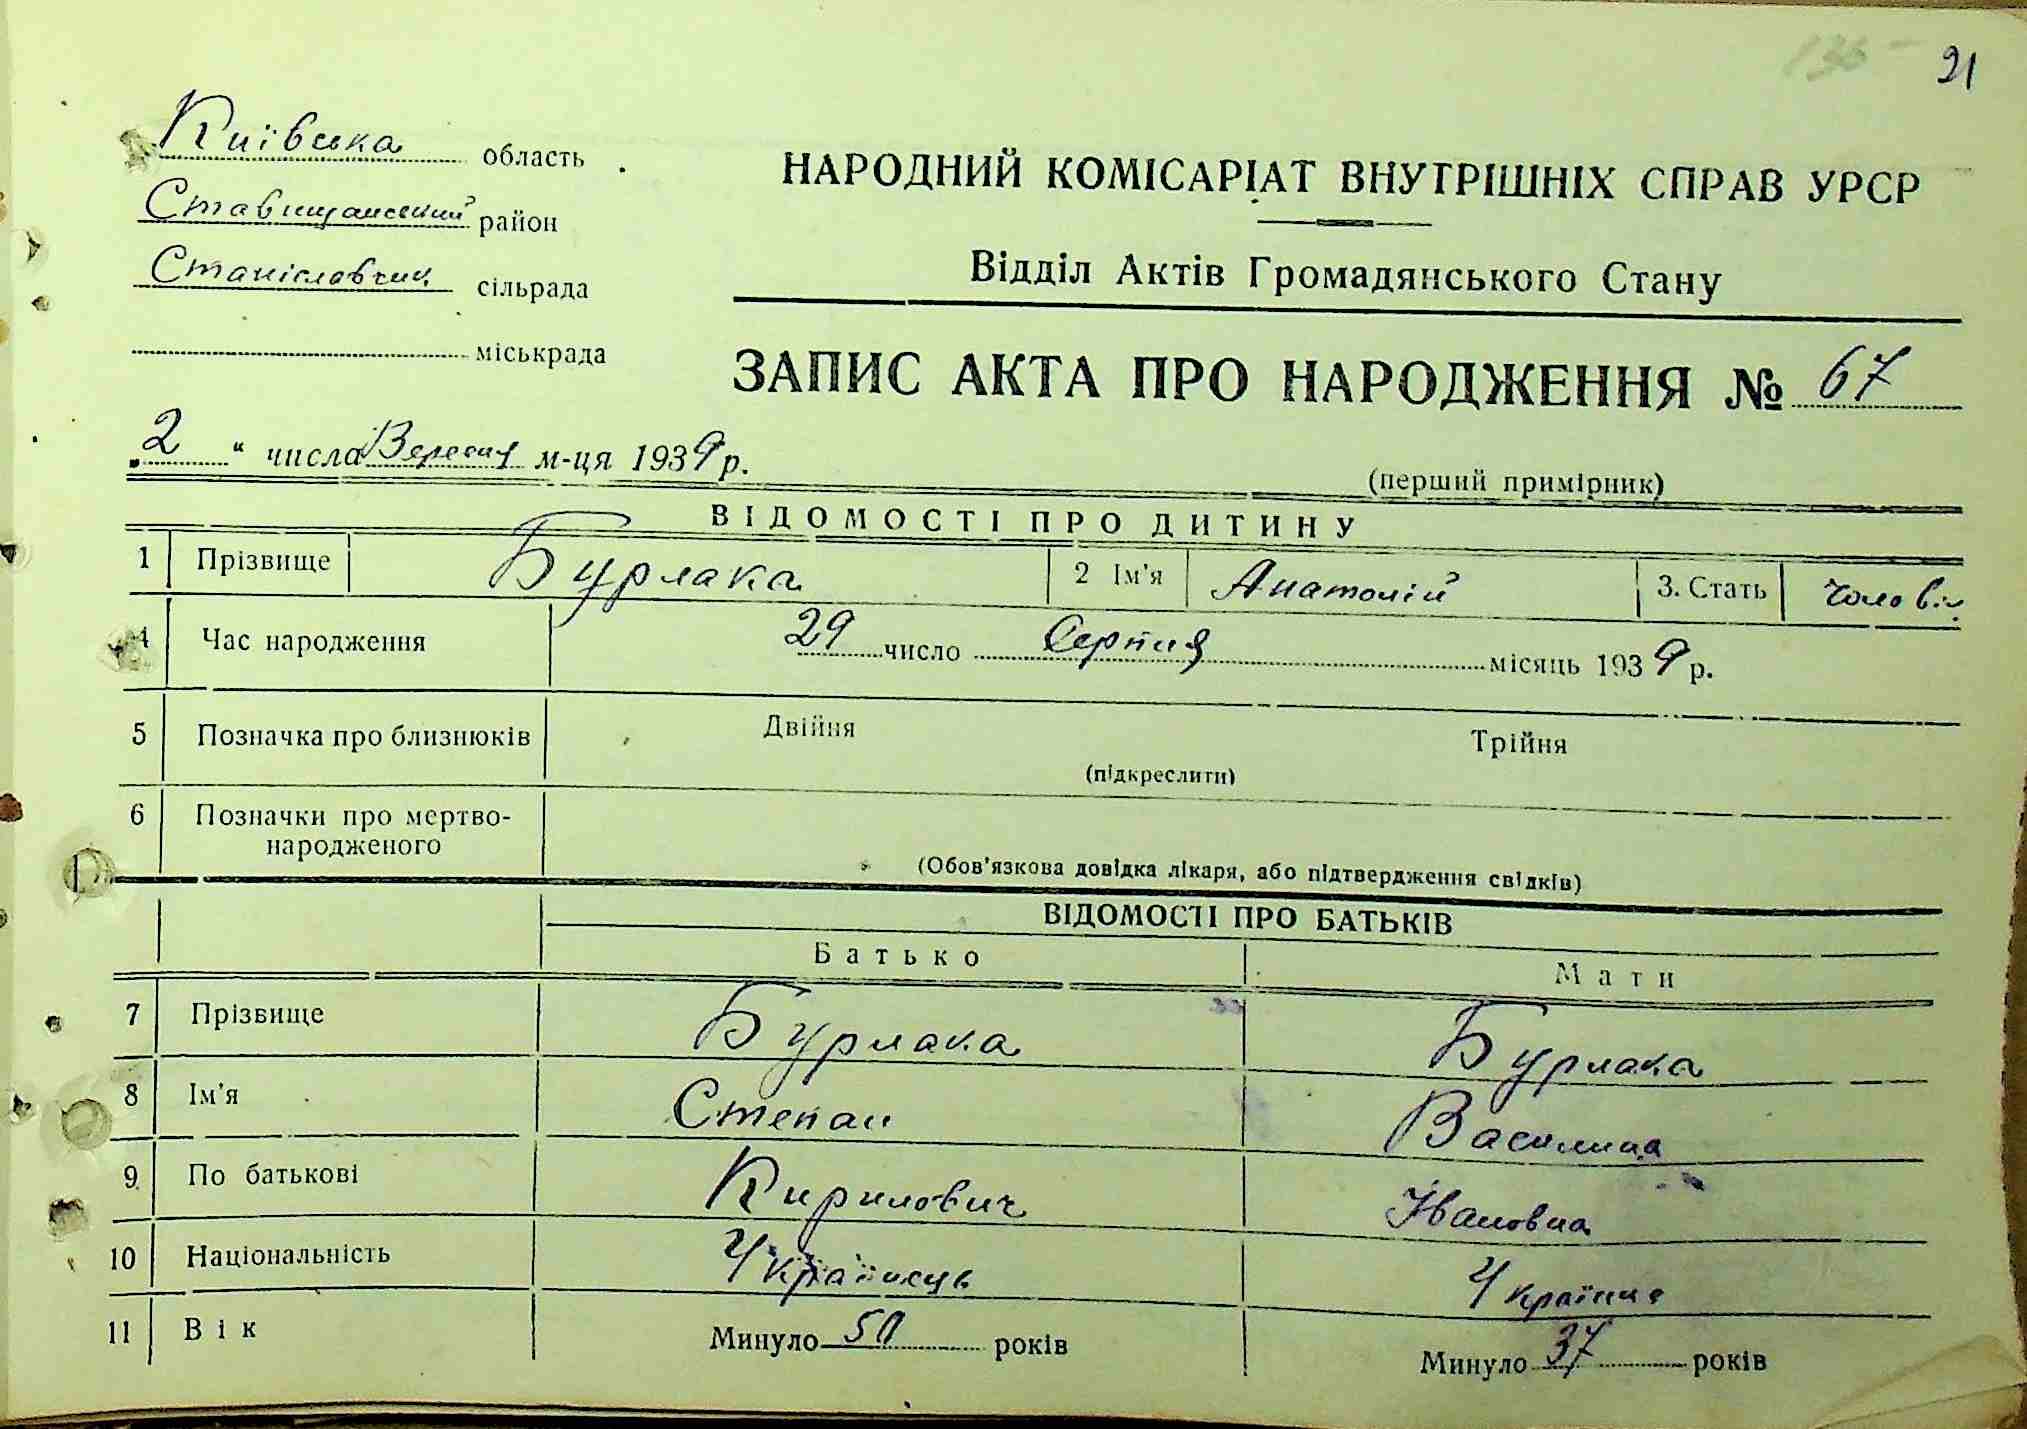 21
Київська область
Ставищанський район
Станіславчик сільрада
міськрада
НАРОДНИЙ КОМІСАРІАТ ВНУТРІШНІХ СПРАВ УРСР
Відділ Актів Громадянського Стану
ЗАПИС АКТА ПРО НАРОДЖЕННЯ № 67
„2“ числа Вересня м-ця 1939 р.
(перший примірник)
ВІДОМОСТІ ПРО ДИТИНУ
1 Прізвище Бурлака 2 Ім'я Анатолій 3. Стать Чолові
4 Час народження 29 число Серпня місяць 1939 р.
5 Позначка про близнюків Двійня Трійня
(підкреслити)
6 Позначки про мертво-
народженого
(Обов'язкова довідка лікаря, або підтвердження свідків)
ВІДОМОСТІ ПРО БАТЬКІВ
Батько Мати
7 Прізвище Бурлака Бурлака
8 Ім'я Степан Василина
9 По батькові Кирилович Івановна
10 Національність Українець Українка
11 Вік Минуло 50 років Минуло 37 років